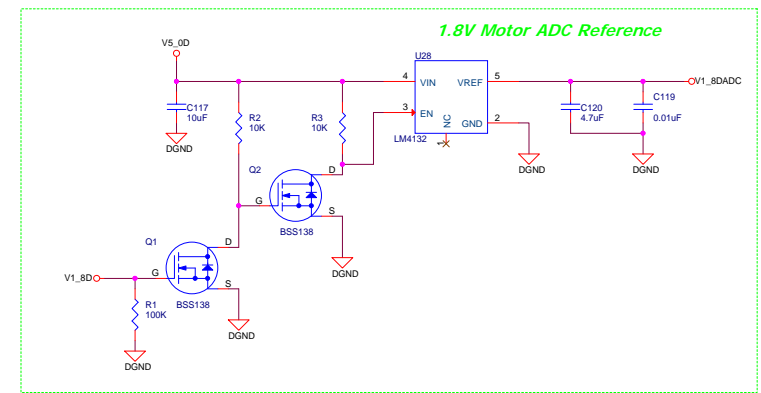 1.8V Motor ADC Reference
V5_0D
U28
4 VIN VREF 5
V1_8DADC
C117
10uF
R2
10K
R3
10K
3 EN
NC
GND 2
1
LM4132
C120
4.7uF
C119
0.01uF
DGND
DGND
DGND
Q2
D
G
S
BSS138
DGND
Q1
D
V1_8D
G
S
BSS138
R1
100K
DGND
DGND